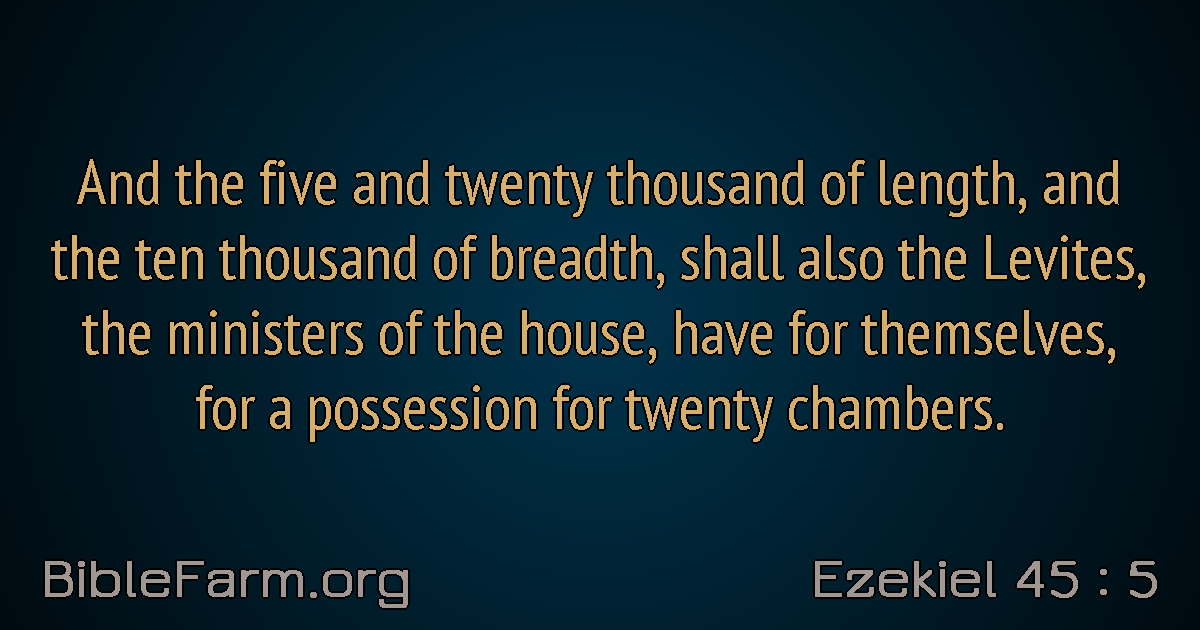 And the five and twenty thousand of length, and
the ten thousand of breadth, shall also the Levites,
the ministers of the house, have for themselves,
for a possession for twenty chambers.
BibleFarm.org
Ezekiel 45 : 5